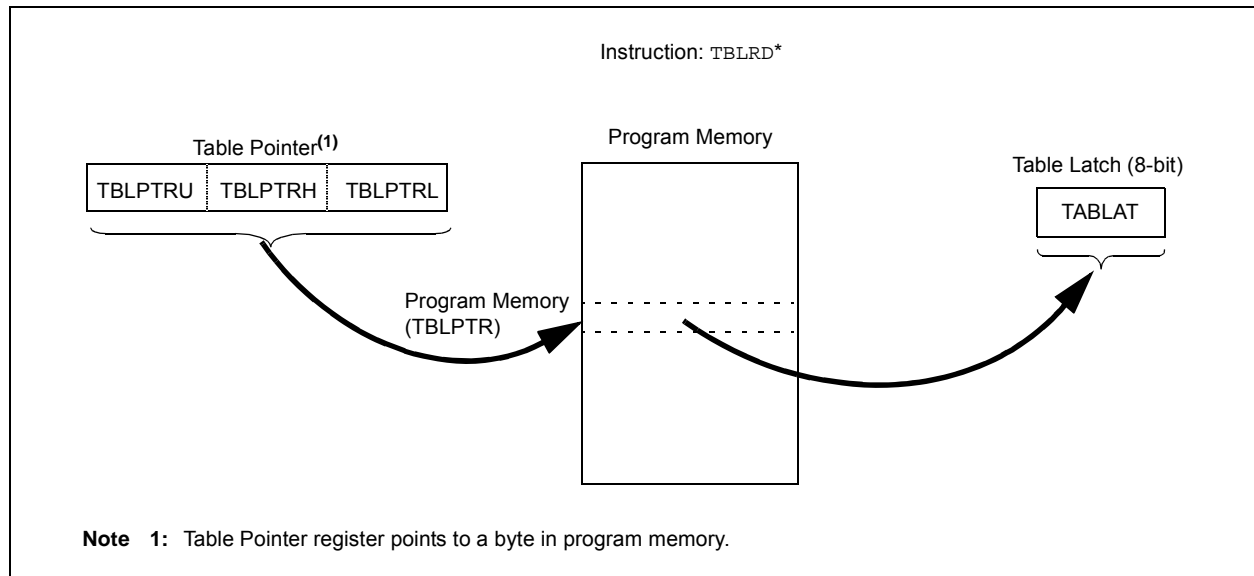 Instruction: TBLRD*
Table Pointer(1)
TBLPTRU TBLPTRH TBLPTRL
Program Memory
Table Latch (8-bit)
TABLAT
Program Memory
(TBLPTR)
Note 1: Table Pointer register points to a byte in program memory.